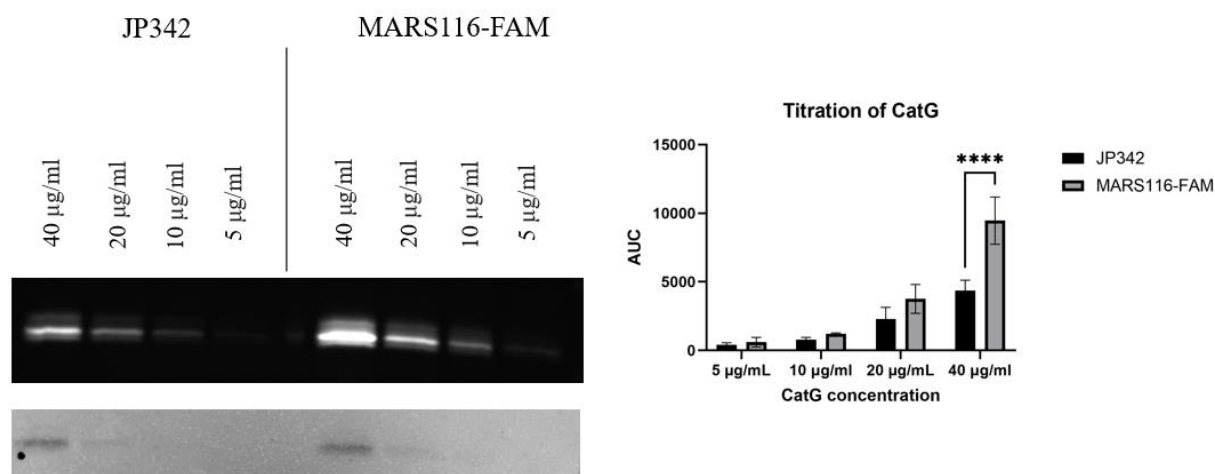 JP342
MARS116-FAM
40 µg/ml
20 µg/ml
10 µg/ml
5 µg/ml
40 µg/ml
20 µg/ml
10 µg/ml
5 µg/ml
Titration of CatG
15000
10000
5000
0
AUC
****
5 µg/mL
10 µg/ml
20 µg/mL
40 µg/ml
CatG concentration
JP342
MARS116-FAM